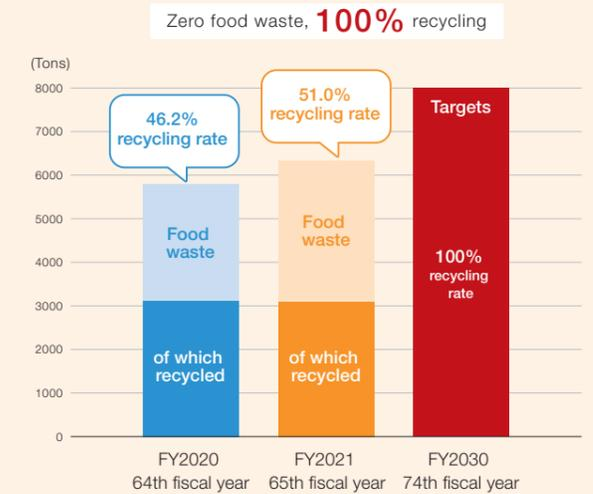 Zero food waste, 100% recycling
(Tons)
8000
7000
6000
5000
4000
3000
2000
1000
0
46.2%
recycling rate
51.0%
recycling rate
Targets
Food
waste
Food
waste
100%
recycling
rate
of which
recycled
of which
recycled
FY2020
64th fiscal year
FY2021
65th fiscal year
FY2030
74th fiscal year